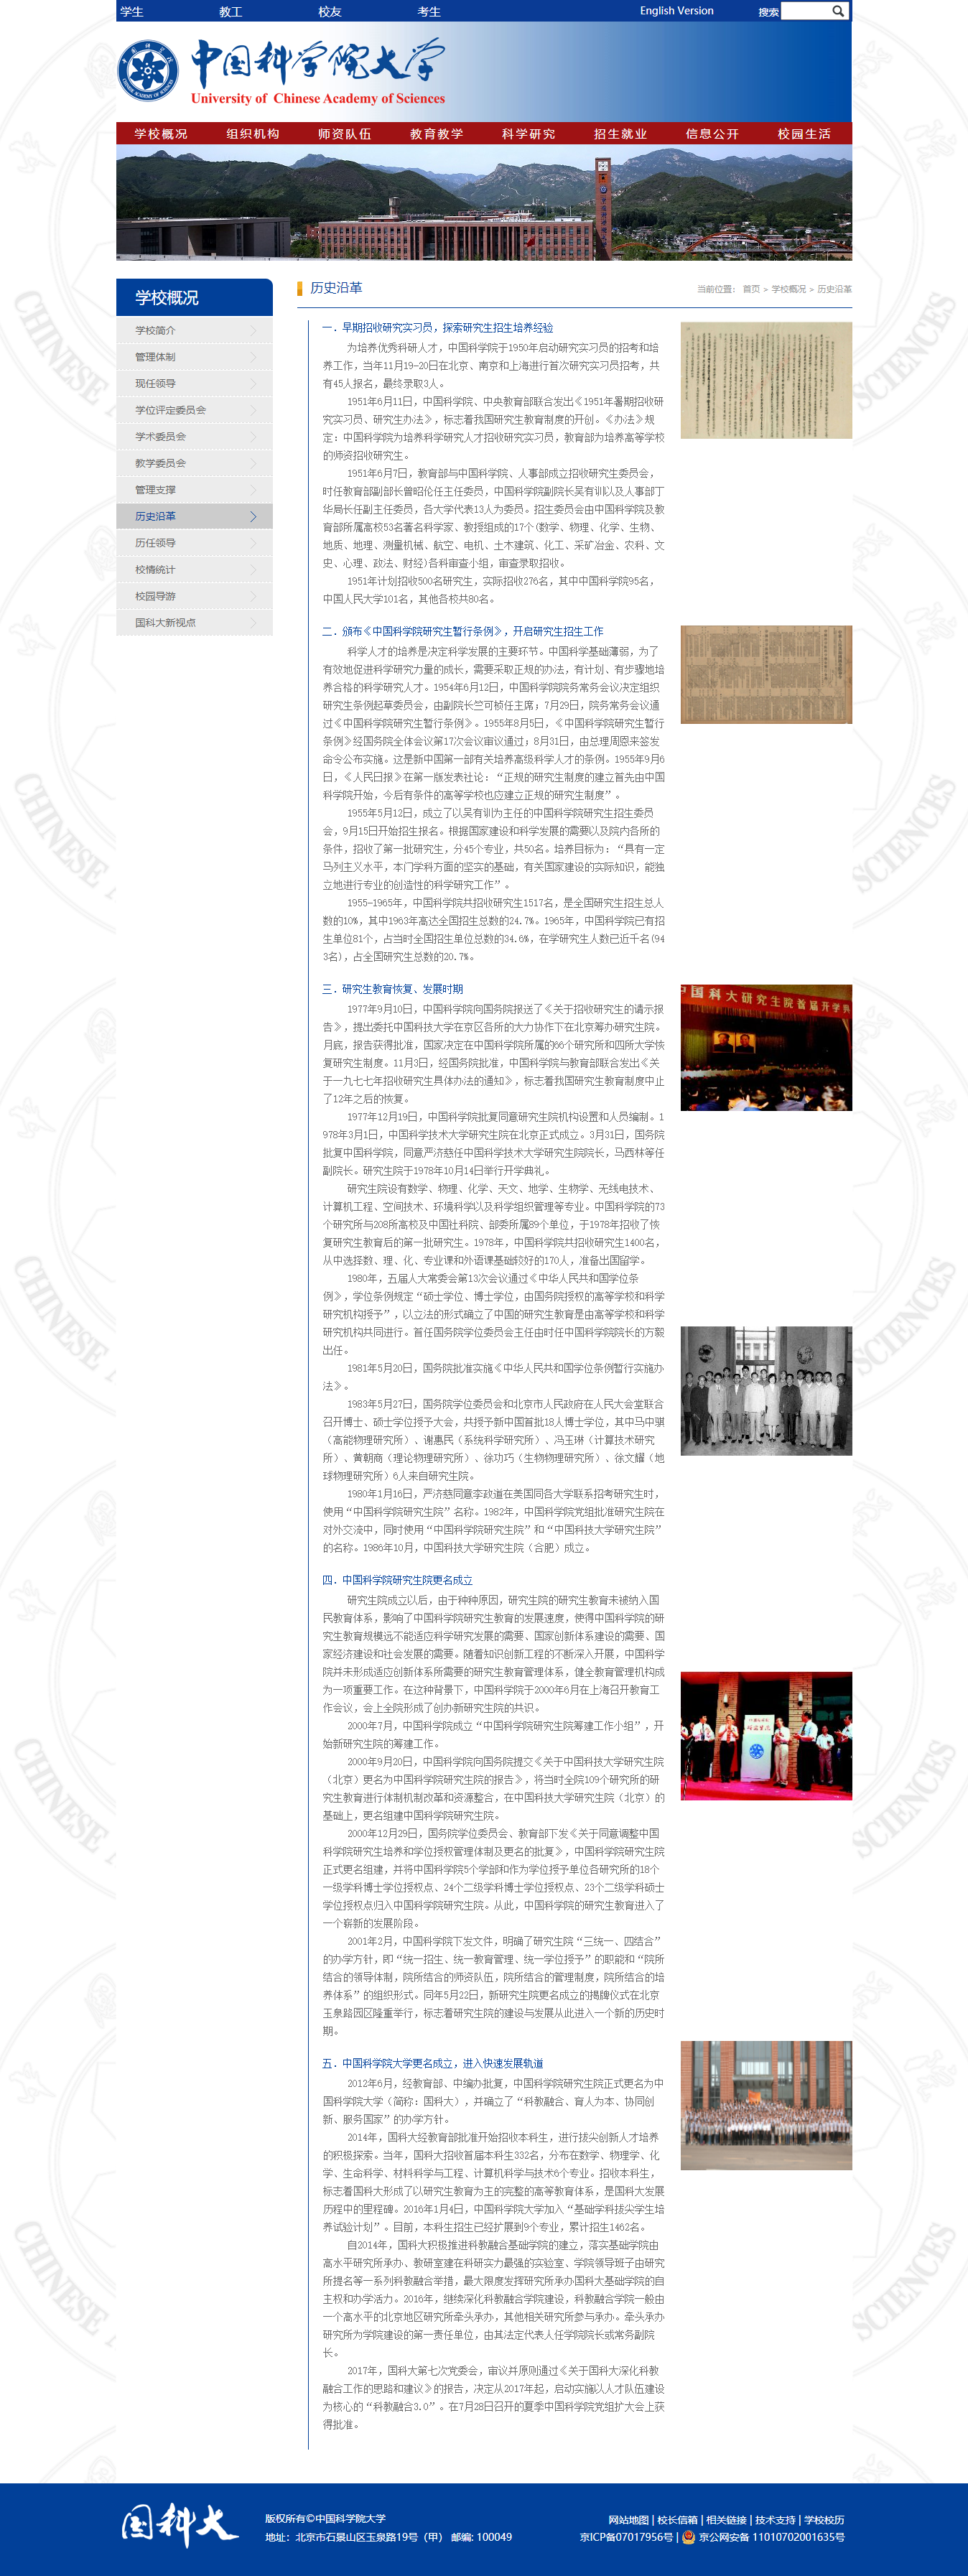 学生 教工 校友 考生 English Version 搜索
中国科学院大学
University of Chinese Academy of Sciences
学校概况 组织机构 师资队伍 教育教学 科学研究 招生就业 信息公开 校园生活
学校概况
学校简介
管理体制
现任领导
学位评定委员会
学术委员会
教学委员会
管理支撑
历史沿革
历任领导
校情统计
校园导游
国科大新视点
历史沿革
当前位置： 首页 > 学校概况 > 历史沿革
一．早期招收研究实习员，探索研究生招生培养经验
为培养优秀科研人才，中国科学院于1950年启动研究实习员的招考和培
养工作，当年11月19-20日在北京、南京和上海进行首次研究实习员招考，共
有45人报名，最终录取3人。
1951年6月11日，中国科学院、中央教育部联合发出《1951年暑期招收研
究实习员、研究生办法》，标志着我国研究生教育制度的开创。《办法》规
定：中国科学院为培养科学研究人才招收研究实习员，教育部为培养高等学校
的师资招收研究生。
1951年6月7日，教育部与中国科学院、人事部成立招收研究生委员会，
时任教育部副部长曾昭伦任主任委员，中国科学院副院长吴有训以及人事部丁
华局长任副主任委员，各大学代表13人为委员。招生委员会由中国科学院及教
育部所属高校53名著名科学家、教授组成的17个(数学、物理、化学、生物、
地质、地理、测量机械、航空、电机、土木建筑、化工、采矿冶金、农科、文
史、心理、政法、财经)各科审查小组，审查录取招收。
1951年计划招收500名研究生，实际招收276名，其中中国科学院95名，
中国人民大学101名，其他各校共80名。
二．颁布《中国科学院研究生暂行条例》，开启研究生招生工作
科学人才的培养是决定科学发展的主要环节。中国科学基础薄弱，为了
有效地促进科学研究力量的成长，需要采取正规的办法，有计划、有步骤地培
养合格的科学研究人才。1954年6月12日，中国科学院院务常务会议决定组织
研究生条例起草委员会，由副院长竺可桢任主席；7月29日，院务常务会议通
过《中国科学院研究生暂行条例》。1955年8月5日，《中国科学院研究生暂行
条例》经国务院全体会议第17次会议审议通过；8月31日，由总理周恩来签发
命令公布实施。这是新中国第一部有关培养高级科学人才的条例。1955年9月6
日，《人民日报》在第一版发表社论：“正规的研究生制度的建立首先由中国
科学院开始，今后有条件的高等学校也应建立正规的研究生制度”。
1955年5月12日，成立了以吴有训为主任的中国科学院研究生招生委员
会，9月15日开始招生报名。根据国家建设和科学发展的需要以及院内各所的
条件，招收了第一批研究生，分45个专业，共50名。培养目标为：“具有一定
马列主义水平，本门学科方面的坚实的基础，有关国家建设的实际知识，能独
立地进行专业的创造性的科学研究工作”。
1955-1965年，中国科学院共招收研究生1517名，是全国研究生招生总人
数的10%，其中1963年高达全国招生总数的24.7%。1965年，中国科学院已有招
生单位81个，占当时全国招生单位总数的34.6%，在学研究生人数已近千名(94
3名)，占全国研究生总数的20.7%。
三．研究生教育恢复、发展时期
1977年9月10日，中国科学院向国务院报送了《关于招收研究生的请示报
告》，提出委托中国科技大学在京区各所的大力协作下在北京筹办研究生院。
月底，报告获得批准，国家决定在中国科学院所属的66个研究所和四所大学恢
复研究生制度。11月3日，经国务院批准，中国科学院与教育部联合发出《关
于一九七七年招收研究生具体办法的通知》，标志着我国研究生教育制度中止
了12年之后的恢复。
1977年12月19日，中国科学院批复同意研究生院机构设置和人员编制。1
978年3月1日，中国科学技术大学研究生院在北京正式成立。3月31日，国务院
批复中国科学院，同意严济慈任中国科学技术大学研究生院院长，马西林等任
副院长。研究生院于1978年10月14日举行开学典礼。
研究生院设有数学、物理、化学、天文、地学、生物学、无线电技术、
计算机工程、空间技术、环境科学以及科学组织管理等专业。中国科学院的73
个研究所与208所高校及中国社科院、部委所属89个单位，于1978年招收了恢
复研究生教育后的第一批研究生。1978年，中国科学院共招收研究生1400名，
从中选择数、理、化、专业课和外语课基础较好的170人，准备出国留学。
1980年，五届人大常委会第13次会议通过《中华人民共和国学位条
例》，学位条例规定“硕士学位、博士学位，由国务院授权的高等学校和科学
研究机构授予”，以立法的形式确立了中国的研究生教育是由高等学校和科学
研究机构共同进行。首任国务院学位委员会主任由时任中国科学院院长的方毅
出任。
1981年5月20日，国务院批准实施《中华人民共和国学位条例暂行实施办
法》。
1983年5月27日，国务院学位委员会和北京市人民政府在人民大会堂联合
召开博士、硕士学位授予大会，共授予新中国首批18人博士学位，其中马中骐
（高能物理研究所）、谢惠民（系统科学研究所）、冯玉琳（计算技术研究
所）、黄朝商（理论物理研究所）、徐功巧（生物物理研究所）、徐文耀（地
球物理研究所）6人来自研究生院。
1980年1月16日，严济慈同意李政道在美国同各大学联系招考研究生时，
使用“中国科学院研究生院”名称。1982年，中国科学院党组批准研究生院在
对外交流中，同时使用“中国科学院研究生院”和“中国科技大学研究生院”
的名称。1986年10月，中国科技大学研究生院（合肥）成立。
四．中国科学院研究生院更名成立
研究生院成立以后，由于种种原因，研究生院的研究生教育未被纳入国
民教育体系，影响了中国科学院研究生教育的发展速度，使得中国科学院的研
究生教育规模远不能适应科学研究发展的需要、国家创新体系建设的需要、国
家经济建设和社会发展的需要。随着知识创新工程的不断深入开展，中国科学
院并未形成适应创新体系所需要的研究生教育管理体系，健全教育管理机构成
为一项重要工作。在这种背景下，中国科学院于2000年6月在上海召开教育工
作会议，会上全院形成了创办新研究生院的共识。
2000年7月，中国科学院成立“中国科学院研究生院筹建工作小组”，开
始新研究生院的筹建工作。
2000年9月20日，中国科学院向国务院提交《关于中国科技大学研究生院
（北京）更名为中国科学院研究生院的报告》，将当时全院109个研究所的研
究生教育进行体制机制改革和资源整合，在中国科技大学研究生院（北京）的
基础上，更名组建中国科学院研究生院。
2000年12月29日，国务院学位委员会、教育部下发《关于同意调整中国
科学院研究生培养和学位授权管理体制及更名的批复》，中国科学院研究生院
正式更名组建，并将中国科学院5个学部和作为学位授予单位各研究所的18个
一级学科博士学位授权点、24个二级学科博士学位授权点、23个二级学科硕士
学位授权点归入中国科学院研究生院。从此，中国科学院的研究生教育进入了
一个崭新的发展阶段。
2001年2月，中国科学院下发文件，明确了研究生院“三统一、四结合”
的办学方针，即“统一招生、统一教育管理、统一学位授予”的职能和“院所
结合的领导体制，院所结合的师资队伍，院所结合的管理制度，院所结合的培
养体系”的组织形式。同年5月22日，新研究生院更名成立的揭牌仪式在北京
玉泉路园区隆重举行，标志着研究生院的建设与发展从此进入一个新的历史时
期。
五．中国科学院大学更名成立，进入快速发展轨道
2012年6月，经教育部、中编办批复，中国科学院研究生院正式更名为中
国科学院大学（简称：国科大），并确立了“科教融合、育人为本、协同创
新、服务国家”的办学方针。
2014年，国科大经教育部批准开始招收本科生，进行拔尖创新人才培养
的积极探索。当年，国科大招收首届本科生332名，分布在数学、物理学、化
学、生命科学、材料科学与工程、计算机科学与技术6个专业。招收本科生，
标志着国科大形成了以研究生教育为主的完整的高等教育体系，是国科大发展
历程中的里程碑。2016年1月4日，中国科学院大学加入“基础学科拔尖学生培
养试验计划”。目前，本科生招生已经扩展到9个专业，累计招生1462名。
自2014年，国科大积极推进科教融合基础学院的建立，落实基础学院由
高水平研究所承办、教研室建在科研实力最强的实验室、学院领导班子由研究
所提名等一系列科教融合举措，最大限度发挥研究所承办国科大基础学院的自
主权和办学活力。2016年，继续深化科教融合学院建设，科教融合学院一般由
一个高水平的北京地区研究所牵头承办，其他相关研究所参与承办。牵头承办
研究所为学院建设的第一责任单位，由其法定代表人任学院院长或常务副院
长。
2017年，国科大第七次党委会，审议并原则通过《关于国科大深化科教
融合工作的思路和建议》的报告，决定从2017年起，启动实施以人才队伍建设
为核心的“科教融合3.0”。在7月28日召开的夏季中国科学院党组扩大会上获
得批准。
中国科大研究生院首届开学典
国科大
版权所有©中国科学院大学
地址：北京市石景山区玉泉路19号（甲） 邮编: 100049
网站地图 | 校长信箱 | 相关链接 | 技术支持 | 学校校历
京ICP备07017956号 | 京公网安备 11010702001635号
CHINESE
SCIENCES